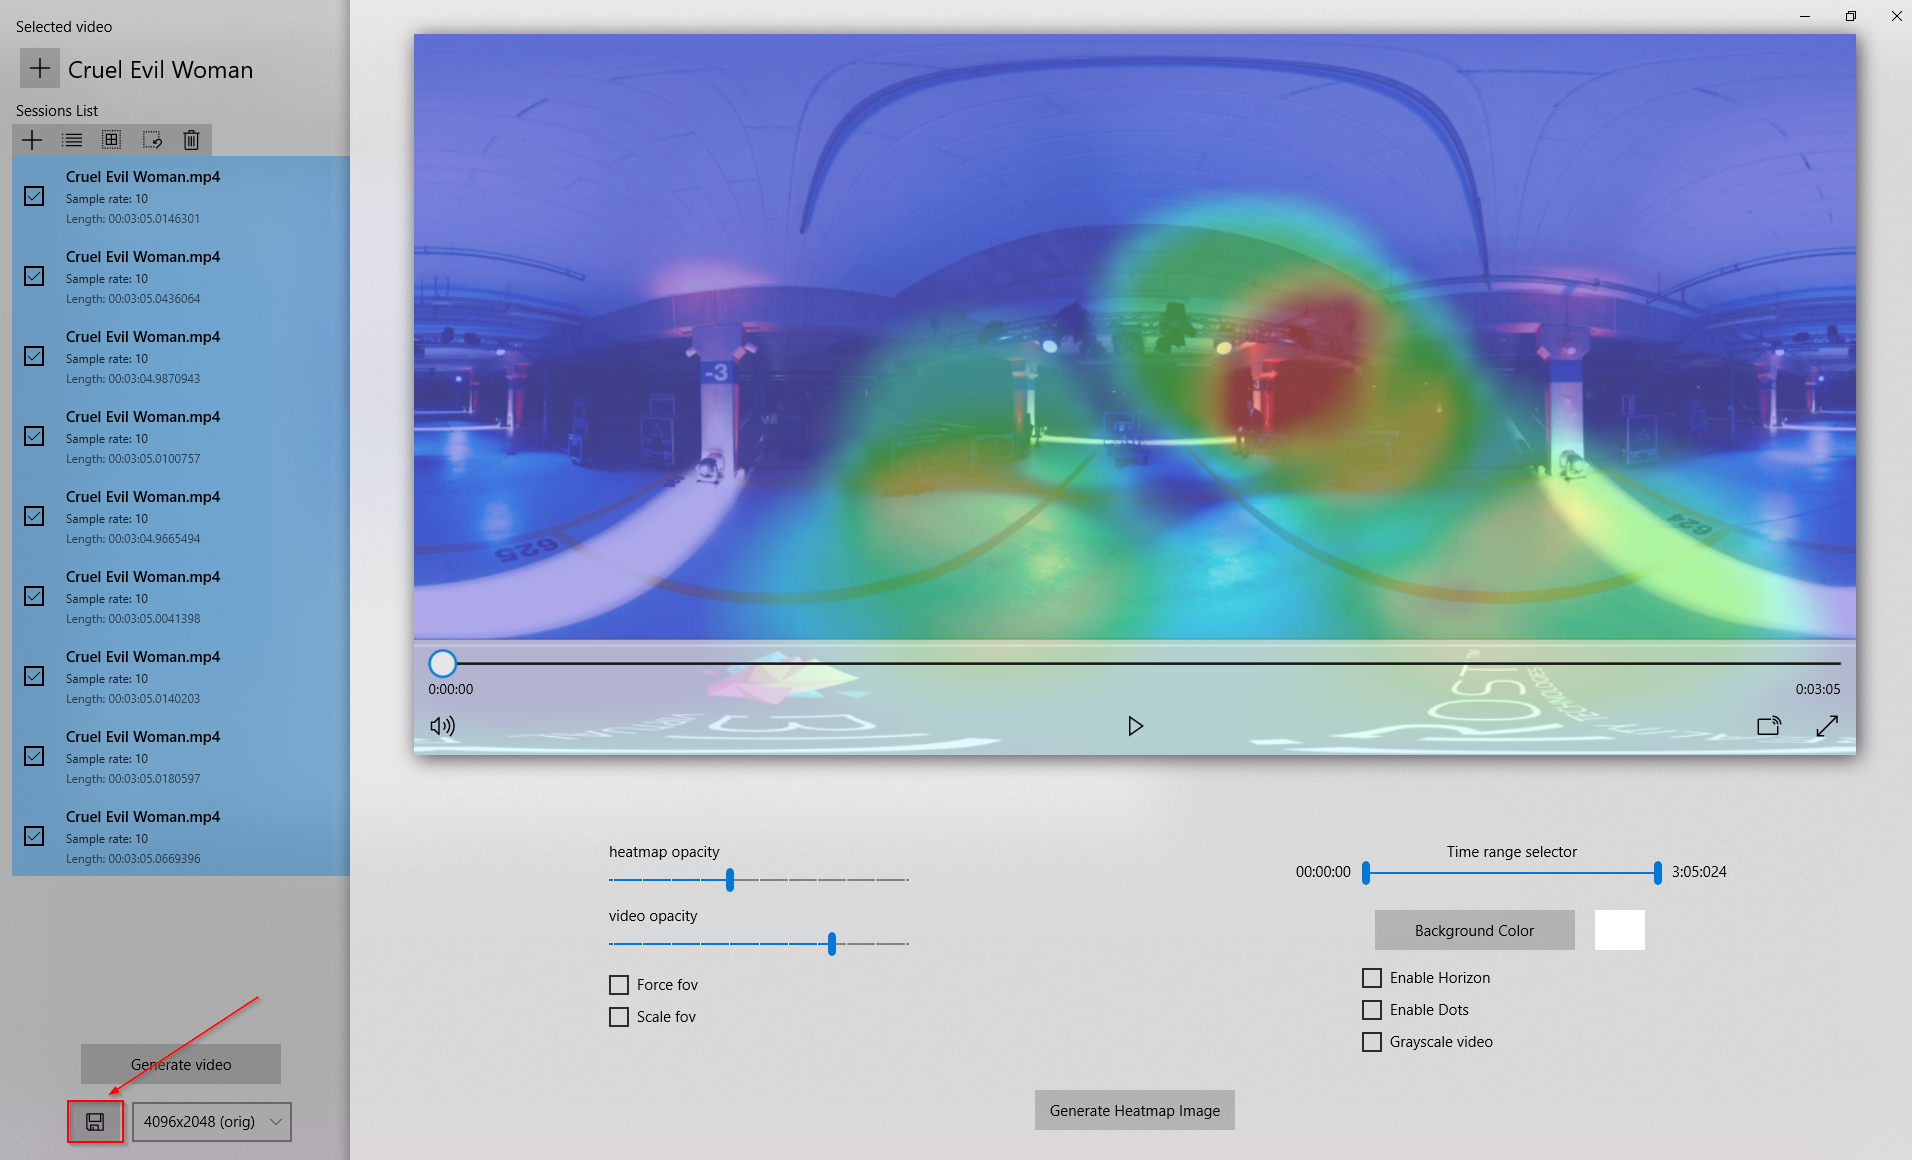 Selected video
Cruel Evil Woman
Sessions List
Cruel Evil Woman.mp4
Sample rate: 10
Length: 00:03:05.0146301
Cruel Evil Woman.mp4
Sample rate: 10
Length: 00:03:05.0436064
Cruel Evil Woman.mp4
Sample rate: 10
Length: 00:03:04.9870943
Cruel Evil Woman.mp4
Sample rate: 10
Length: 00:03:05.0100757
Cruel Evil Woman.mp4
Sample rate: 10
Length: 00:03:04.9665494
Cruel Evil Woman.mp4
Sample rate: 10
Length: 00:03:05.0041398
Cruel Evil Woman.mp4
Sample rate: 10
Length: 00:03:05.0140203
Cruel Evil Woman.mp4
Sample rate: 10
Length: 00:03:05.0180597
Cruel Evil Woman.mp4
Sample rate: 10
Length: 00:03:05.0669396
Generate video
4096x2048 (orig)
-3
625
624
0:00:00
0:03:05
heatmap opacity
video opacity
Force fov
Scale fov
Time range selector
00:00:00
3:05:024
Background Color
Enable Horizon
Enable Dots
Grayscale video
Generate Heatmap Image